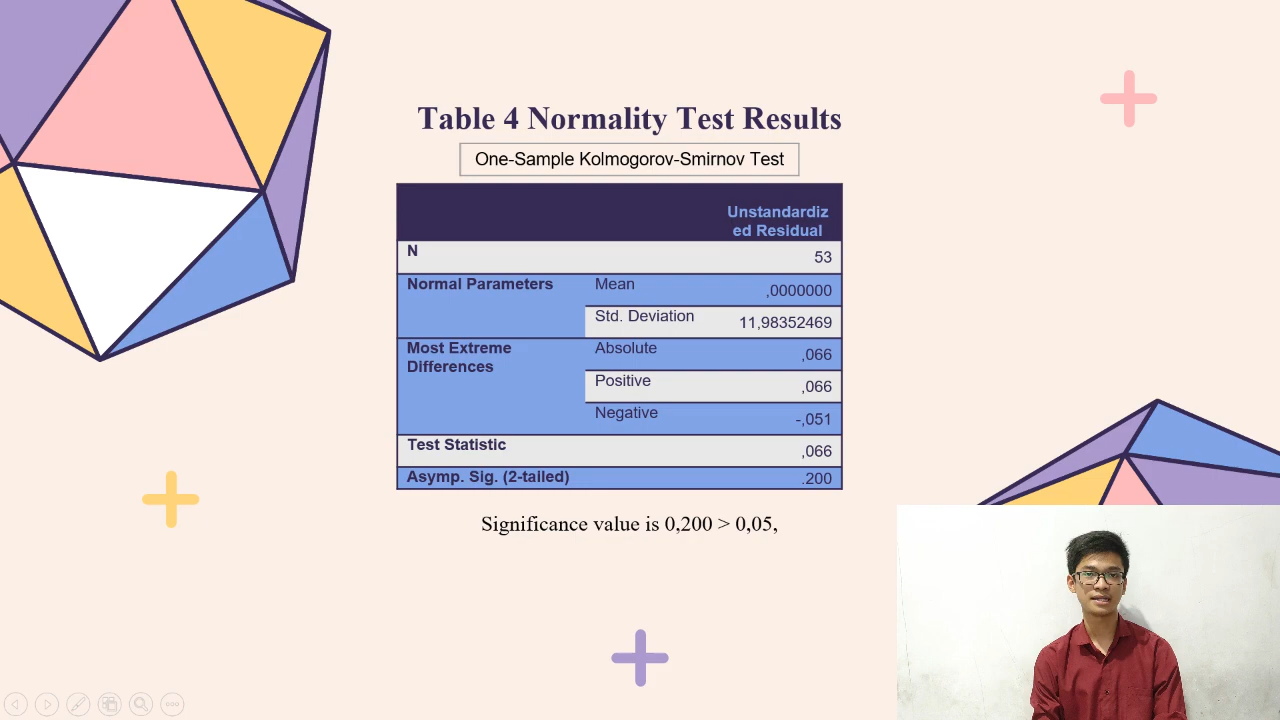 Table 4 Normality Test Results
One-Sample Kolmogorov-Smirnov Test
Unstandardiz
ed Residual
N 53
Normal Parameters Mean ,0000000
Std. Deviation 11,98352469
Most Extreme
Differences
Absolute ,066
Positive ,066
Negative -,051
Test Statistic ,066
Asymp. Sig. (2-tailed) .200
Significance value is 0,200 > 0,05,